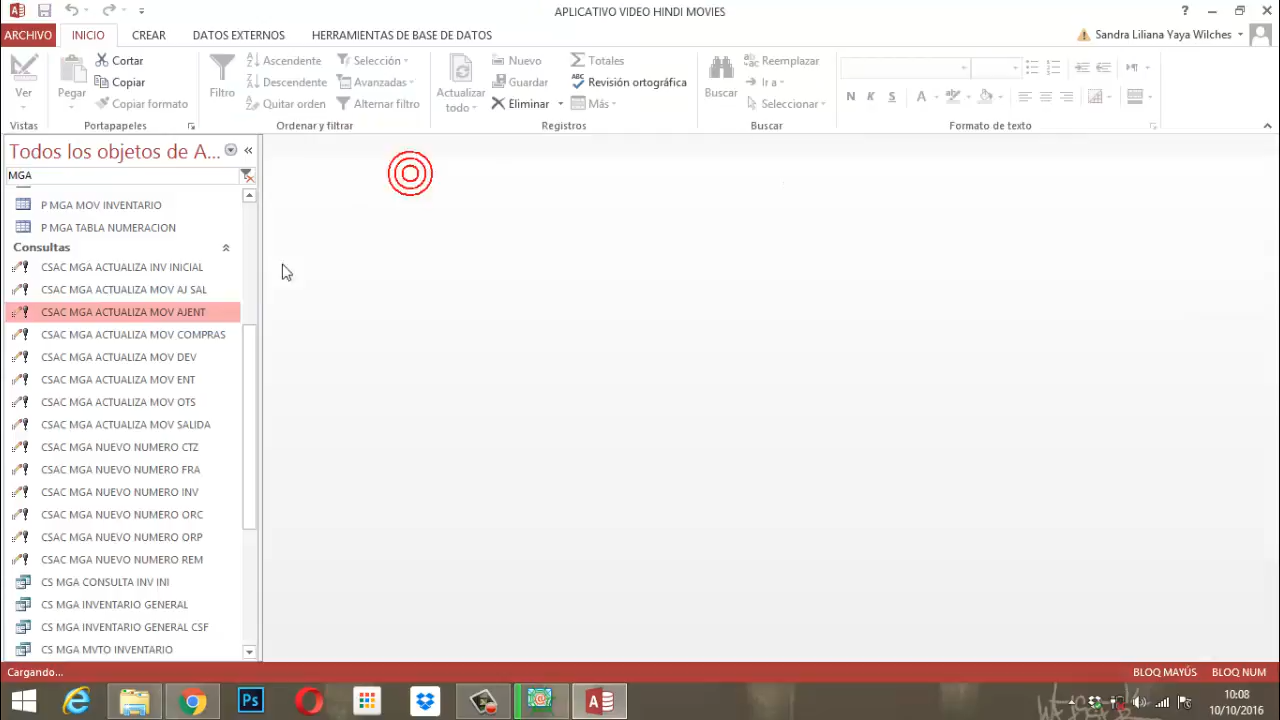 APLICATIVO VIDEO HINDI MOVIES
?
ARCHIVO INICIO CREAR DATOS EXTERNOS HERRAMIENTAS DE BASE DE DATOS Sandra Liliana Yaya Wilches
Ver
Vistas
Pegar
Cortar
Copiar
Copiar formato
Portapapeles
Filtro
Ascendente
Descendente
Quitar orden
Selección
Avanzadas
Alternar filtro
Ordenar y filtrar
Actualizar
todo
Nuevo
Guardar
Eliminar
Totales
Revisión ortográfica
Más
Registros
Buscar
Reemplazar
Ir a
Seleccionar
Buscar
N K S A
Formato de texto
Todos los objetos de A...
MGA
P MGA MOV INVENTARIO
P MGA TABLA NUMERACION
Consultas
CSAC MGA ACTUALIZA INV INICIAL
CSAC MGA ACTUALIZA MOV AJ SAL
CSAC MGA ACTUALIZA MOV AJENT
CSAC MGA ACTUALIZA MOV COMPRAS
CSAC MGA ACTUALIZA MOV DEV
CSAC MGA ACTUALIZA MOV ENT
CSAC MGA ACTUALIZA MOV OTS
CSAC MGA ACTUALIZA MOV SALIDA
CSAC MGA NUEVO NUMERO CTZ
CSAC MGA NUEVO NUMERO FRA
CSAC MGA NUEVO NUMERO INV
CSAC MGA NUEVO NUMERO ORC
CSAC MGA NUEVO NUMERO ORP
CSAC MGA NUEVO NUMERO REM
CS MGA CONSULTA INV INI
CS MGA INVENTARIO GENERAL
CS MGA INVENTARIO GENERAL CSF
CS MGA MVTO INVENTARIO
Cargando... BLOQ MAYÚS BLOQ NUM
Ps
10:08
10/10/2016